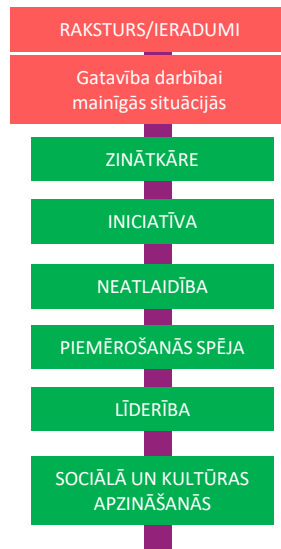 RAKSTURS/IERADUMI
Gatavība darbībai
mainīgās situācijās
ZINĀTKĀRE
INICIATĪVA
NEATLAIDĪBA
PIEMĒROŠANĀS SPĒJA
LĪDERĪBA
SOCIĀLĀ UN KULTŪRAS
APZINĀŠANĀS